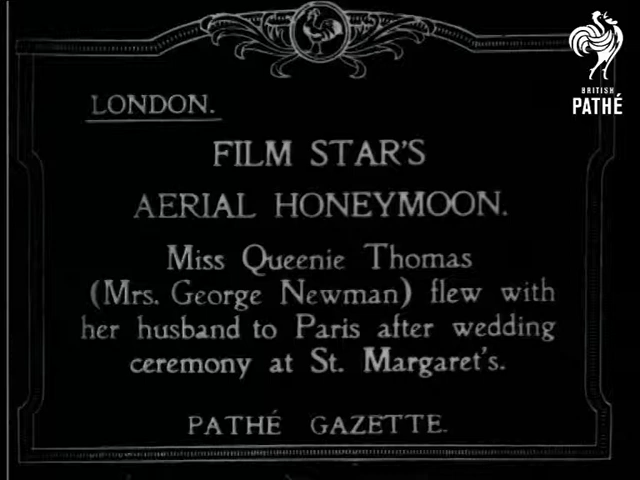 BRITISH
PATHÉ
LONDON.
FILM STAR'S
AERIAL HONEYMOON.
Miss Queenie Thomas
(Mrs. George Newman) flew with
her husband to Paris after wedding
ceremony at St. Margaret's.
PATHÉ GAZETTE.